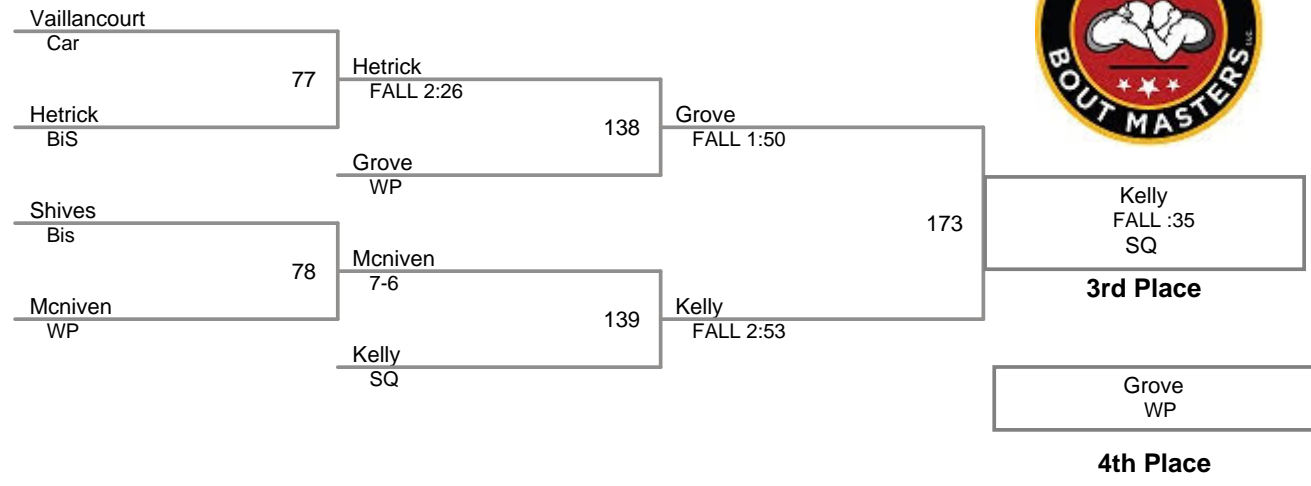 Vaillancourt
Car
77
Hetrick
BiS
Hetrick
FALL 2:26
138
Grove
WP
Grove
FALL 1:50
Shives
Bis
78
Mcniven
WP
Mcniven
7-6
139
Kelly
SQ
Kelly
FALL 2:53
173
BOUT MASTERS
Kelly
FALL :35
SQ
3rd Place
Grove
WP
4th Place